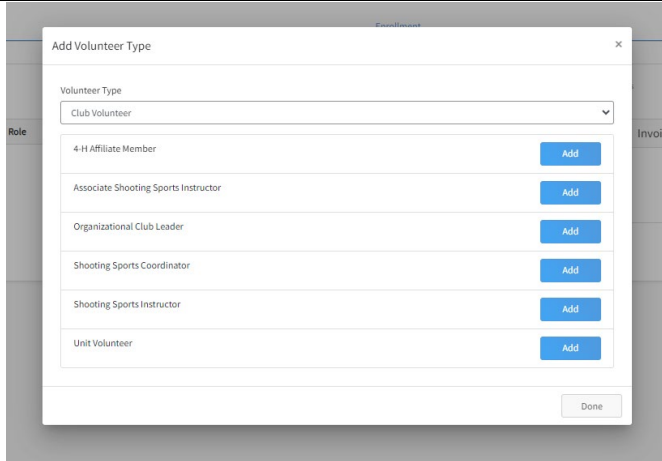 Enrollment
Add Volunteer Type ×
Volunteer Type
Club Volunteer
Role
4-H Affiliate Member Add
Associate Shooting Sports Instructor Add
Organizational Club Leader Add
Shooting Sports Coordinator Add
Shooting Sports Instructor Add
Unit Volunteer Add
Done